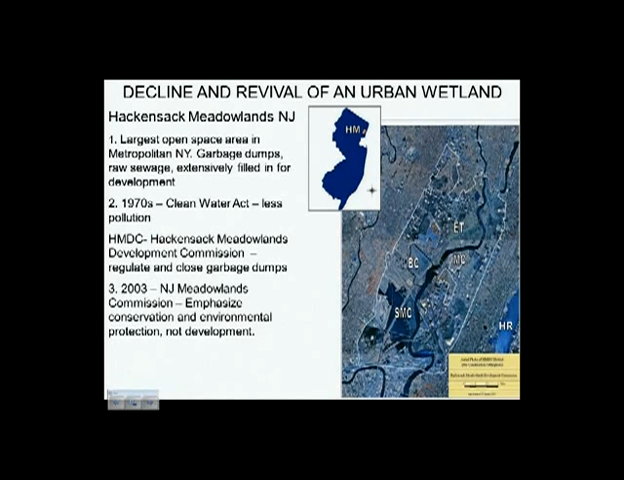 DECLINE AND REVIVAL OF AN URBAN WETLAND
Hackensack Meadowlands NJ
1. Largest open space area in
Metropolitan NY. Garbage dumps,
raw sewage, extensively filled in for
development
2. 1970s – Clean Water Act – less
pollution
HMDC- Hackensack Meadowlands
Development Commission –
regulate and close garbage dumps
3. 2003 – NJ Meadowlands
Commission – Emphasize
conservation and environmental
protection, not development.
HM
ET
BC
MC
SMC
HR